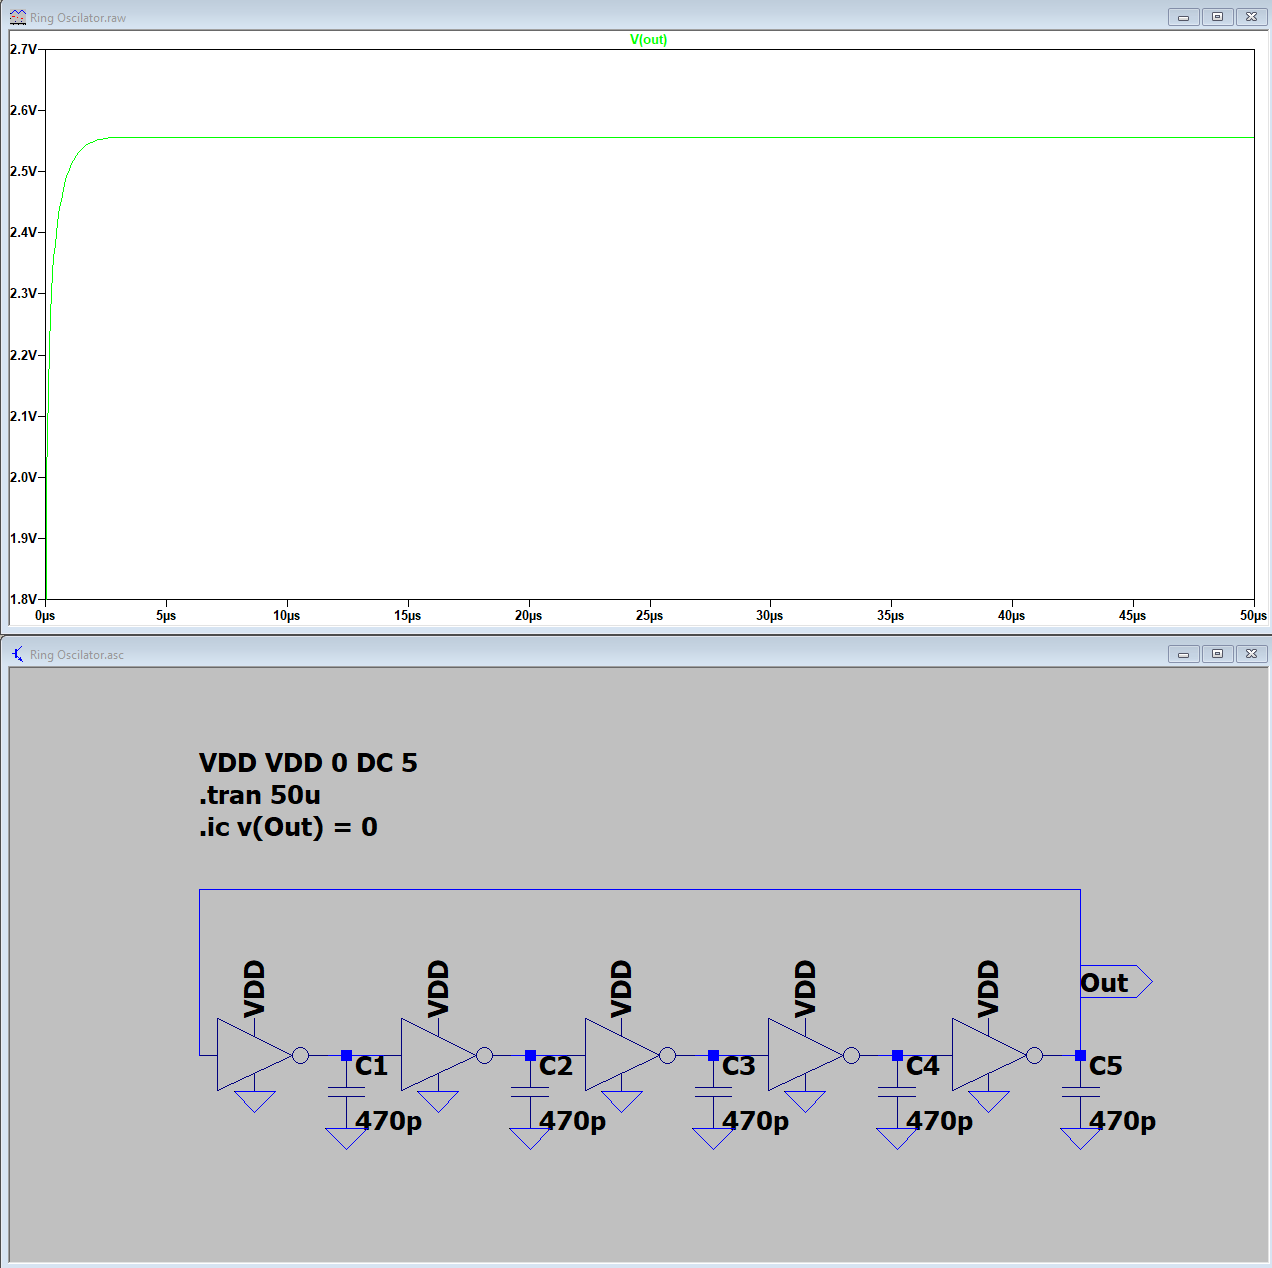 Ring Oscilator.raw
V(out)
2.7V
2.6V
2.5V
2.4V
2.3V
2.2V
2.1V
2.0V
1.9V
1.8V
0µs 5µs 10µs 15µs 20µs 25µs 30µs 35µs 40µs 45µs 50µs
Ring Oscilator.asc
VDD VDD 0 DC 5
.tran 50u
.ic v(Out) = 0
VDD VDD VDD VDD VDD
Out
C1 C2 C3 C4 C5
470p 470p 470p 470p 470p